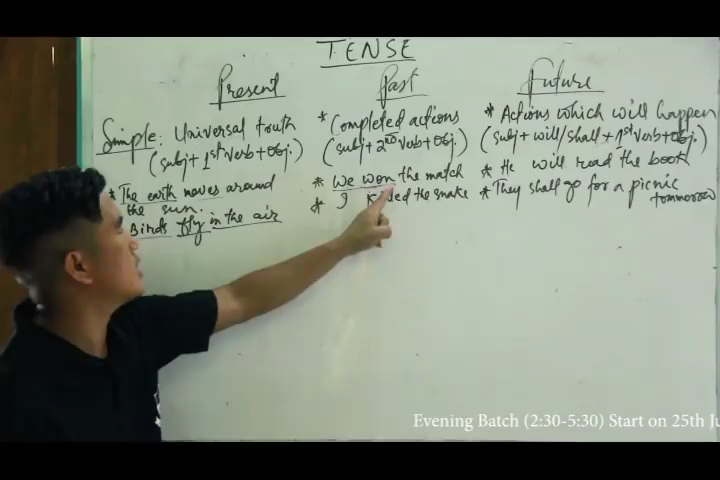 TENSE
Present
Past
Future
Simple: Universal truth
(subj + 1st verb + obj.)
* The earth moves around
the sun.
Birds fly in the air
* Completed actions
(subj + 2nd verb + obj.)
* We won the match
* I killed the snake
* Actions which will happen
(subj + will/shall + 1st verb + obj.)
* He will read the book
* They shall go for a picnic
tommorow
Evening Batch (2:30-5:30) Start on 25th Ju